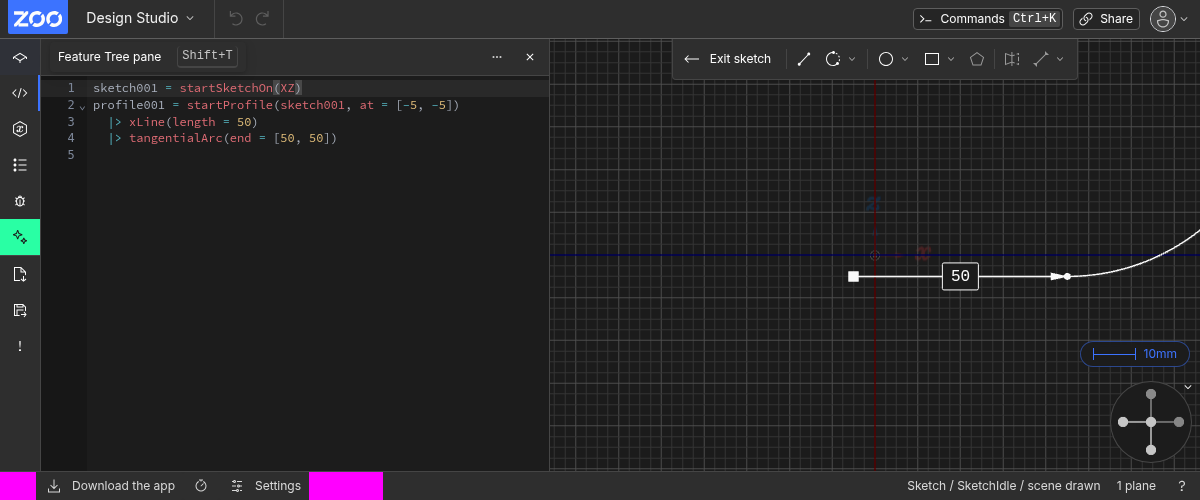 ZOO
Design Studio
Commands Ctrl+K
Share
Feature Tree pane Shift+T
Exit sketch
1 sketch001 = startSketchOn(XZ)
2 profile001 = startProfile(sketch001, at = [-5, -5])
3 |> xLine(length = 50)
4 |> tangentialArc(end = [50, 50])
5
50
10mm
Download the app
Settings
Sketch / SketchIdle / scene drawn
1 plane
?